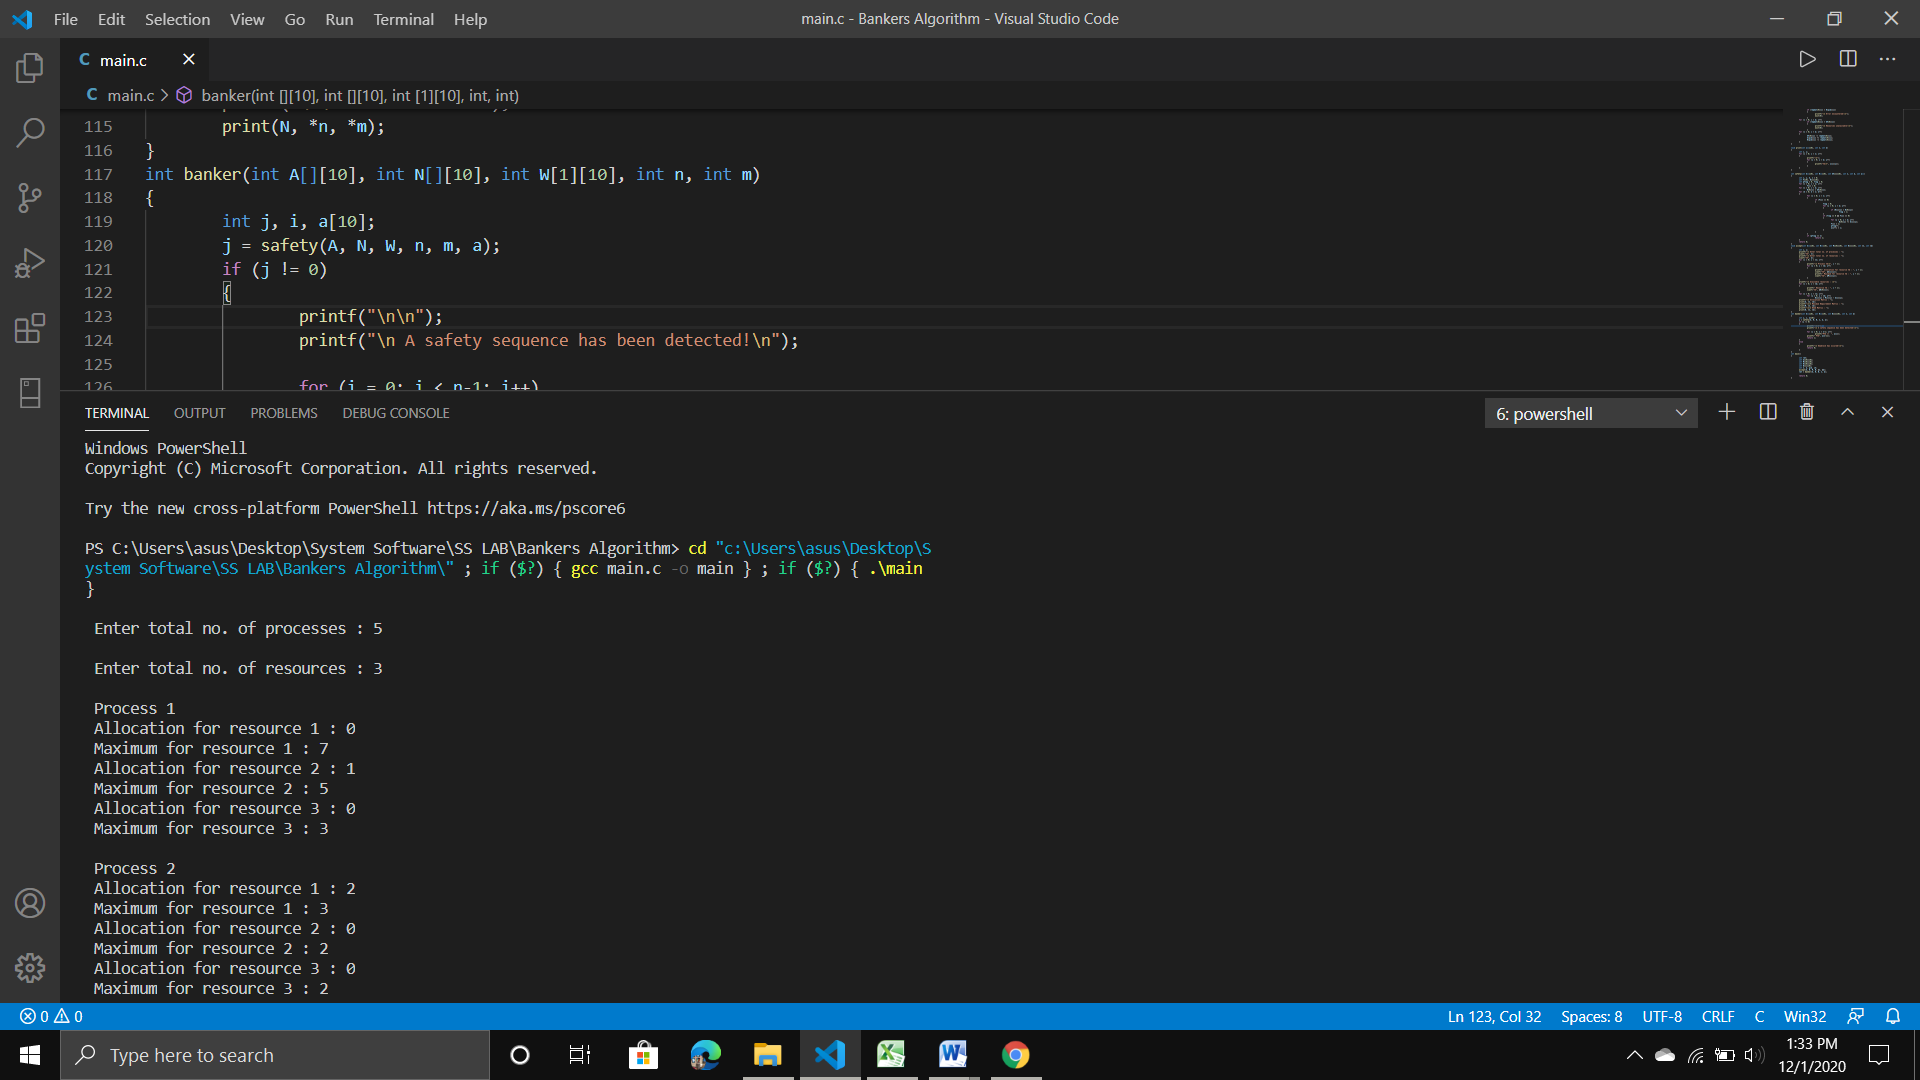 File Edit Selection View Go Run Terminal Help
main.c - Bankers Algorithm - Visual Studio Code
C main.c
C main.c > banker(int [][10], int [][10], int [1][10], int, int)
115 print(N, *n, *m);
116 }
117 int banker(int A[][10], int N[][10], int W[1][10], int n, int m)
118 {
119 int j, i, a[10];
120 j = safety(A, N, W, n, m, a);
121 if (j != 0)
122 {
123 printf("\n\n");
124 printf("\n A safety sequence has been detected!\n");
125
126 for (i = 0; i < n-1; i++)
TERMINAL OUTPUT PROBLEMS DEBUG CONSOLE
6: powershell
Windows PowerShell
Copyright (C) Microsoft Corporation. All rights reserved.
Try the new cross-platform PowerShell https://aka.ms/pscore6
PS C:\Users\asus\Desktop\System Software\SS LAB\Bankers Algorithm> cd "c:\Users\asus\Desktop\S
ystem Software\SS LAB\Bankers Algorithm\" ; if ($?) { gcc main.c -o main } ; if ($?) { .\main
}
Enter total no. of processes : 5
Enter total no. of resources : 3
Process 1
Allocation for resource 1 : 0
Maximum for resource 1 : 7
Allocation for resource 2 : 1
Maximum for resource 2 : 5
Allocation for resource 3 : 0
Maximum for resource 3 : 3
Process 2
Allocation for resource 1 : 2
Maximum for resource 1 : 3
Allocation for resource 2 : 0
Maximum for resource 2 : 2
Allocation for resource 3 : 0
Maximum for resource 3 : 2
0 0
Ln 123, Col 32 Spaces: 8 UTF-8 CRLF C Win32
Type here to search
1:33 PM
12/1/2020